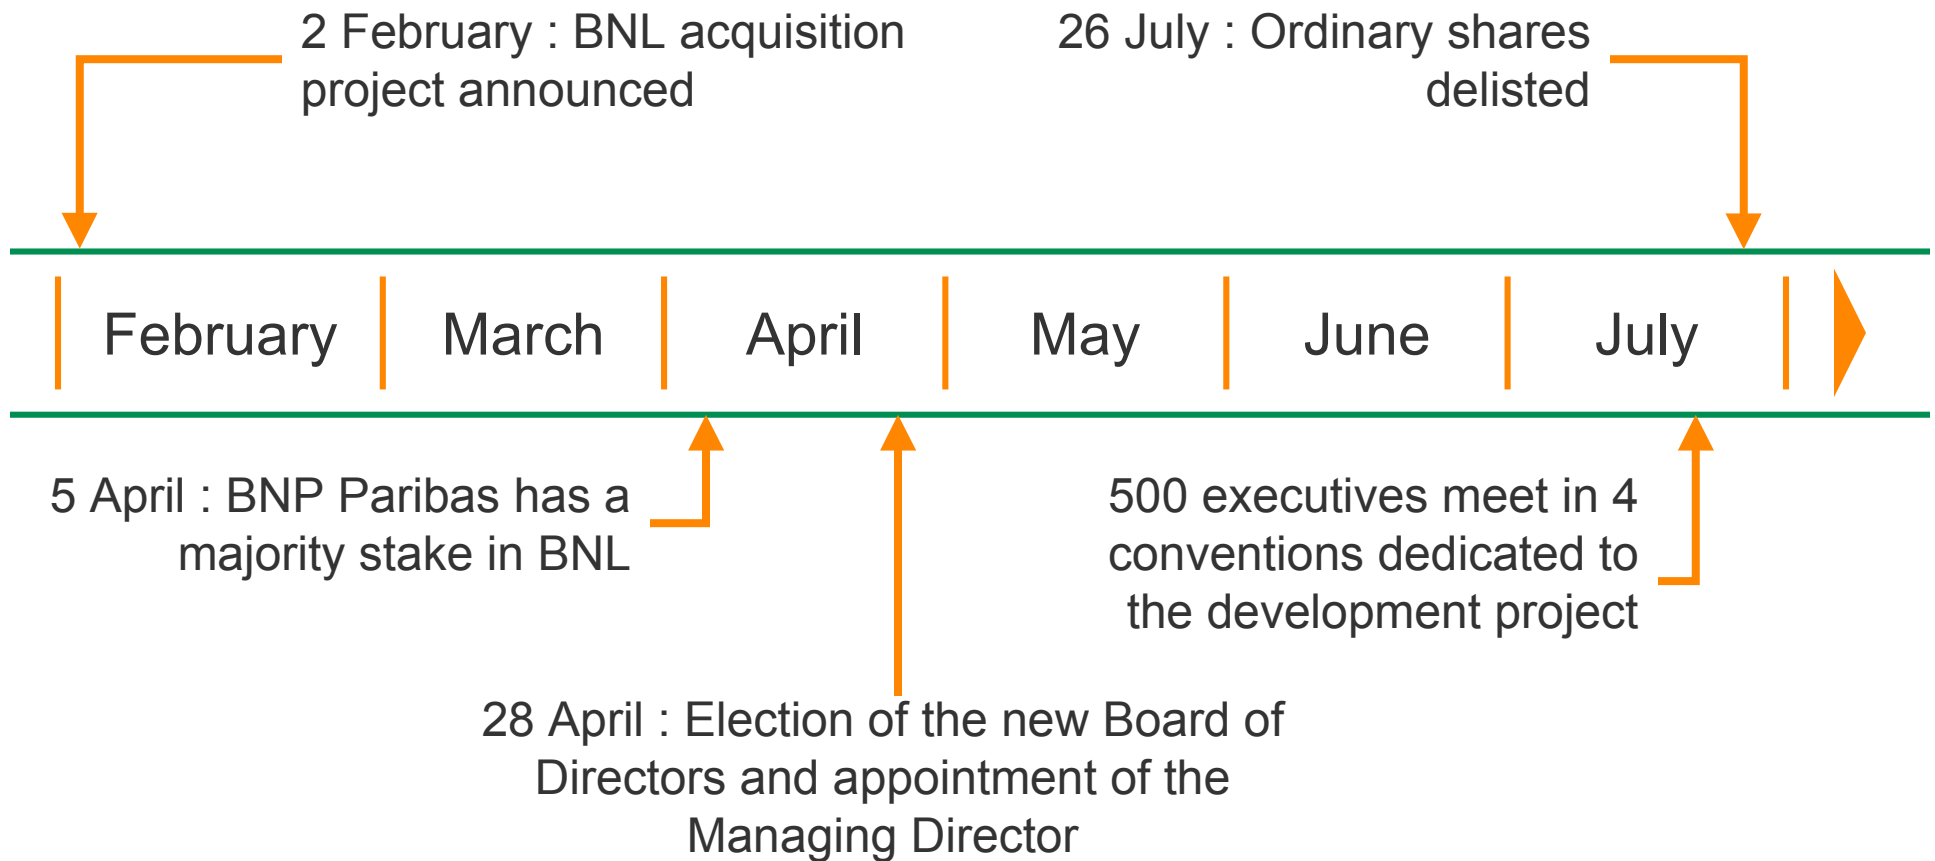 2 February : BNL acquisition
project announced
26 July : Ordinary shares
delisted
February
March
April
May
June
July
5 April : BNP Paribas has a
majority stake in BNL
500 executives meet in 4
conventions dedicated to
the development project
28 April : Election of the new Board of
Directors and appointment of the
Managing Director